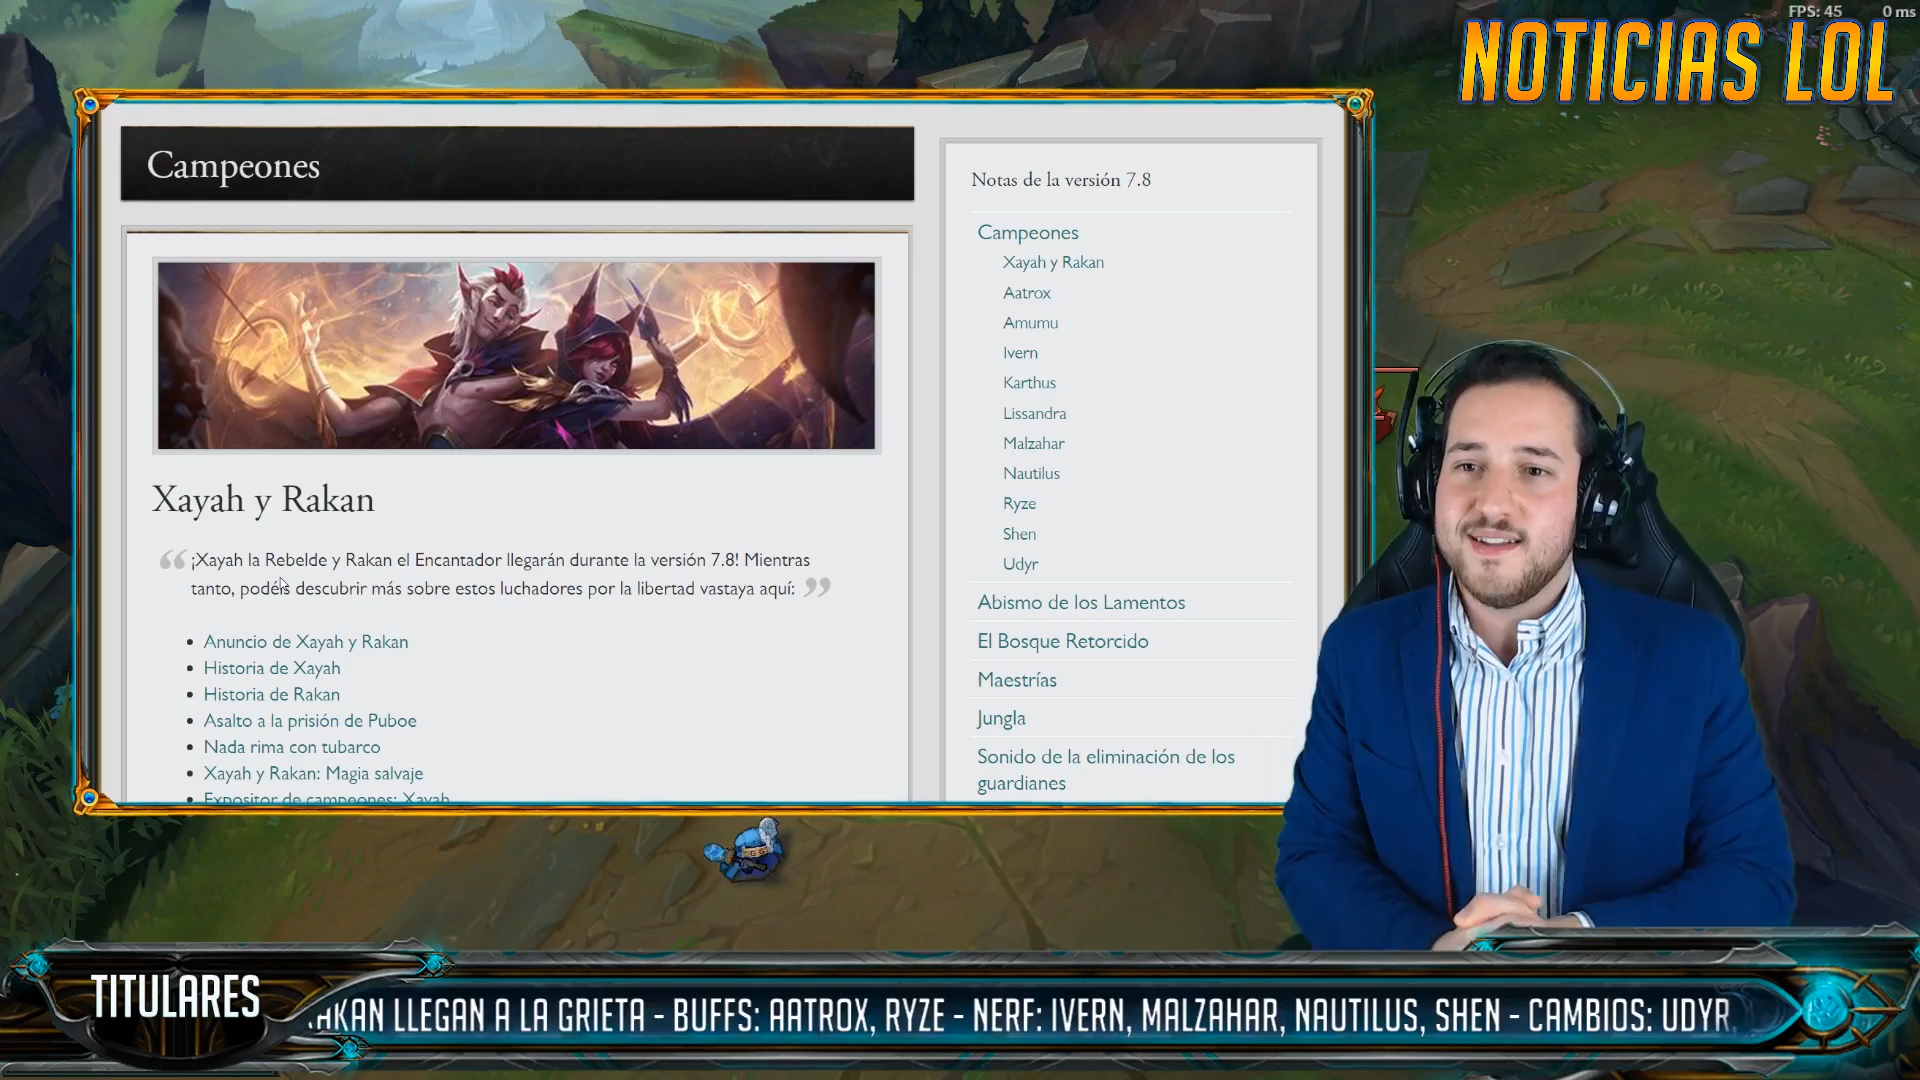 FPS: 45 0 ms
NOTICIAS LOL
Campeones
Xayah y Rakan
¡Xayah la Rebelde y Rakan el Encantador llegarán durante la versión 7.8! Mientras
tanto, podéis descubrir más sobre estos luchadores por la libertad vastaya aquí:
Anuncio de Xayah y Rakan
Historia de Xayah
Historia de Rakan
Asalto a la prisión de Puboe
Nada rima con tubarco
Xayah y Rakan: Magia salvaje
Expositor de campeones: Xayah
Notas de la versión 7.8
Campeones
Xayah y Rakan
Aatrox
Amumu
Ivern
Karthus
Lissandra
Malzahar
Nautilus
Ryze
Shen
Udyr
Abismo de los Lamentos
El Bosque Retorcido
Maestrías
Jungla
Sonido de la eliminación de los
guardianes
TITULARES
AKAN LLEGAN A LA GRIETA - BUFFS: AATROX, RYZE - NERF: IVERN, MALZAHAR, NAUTILUS, SHEN - CAMBIOS: UDYR,